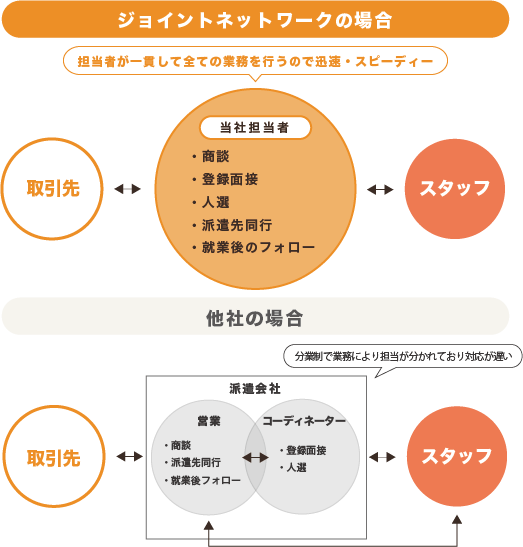 ジョイントネットワークの場合
担当者が一貫して全ての業務を行うので迅速・スピーディー
当社担当者
・商談
・登録面接
・人選
・派遣先同行
・就業後のフォロー
取引先
スタッフ
他社の場合
分業制で業務により担当が分かれており対応が遅い
派遣会社
営業
・商談
・派遣先同行
・就業後フォロー
コーディネーター
・登録面接
・人選
取引先
スタッフ